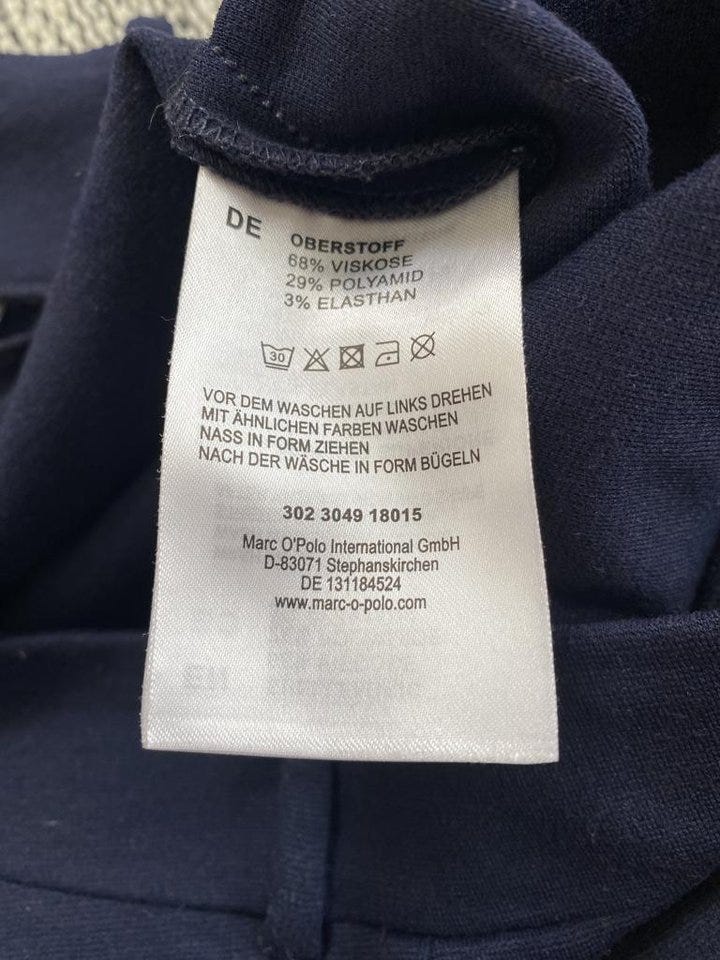 DE
OBERSTOFF
68% VISKOSE
29% POLYAMID
3% ELASTHAN
30
VOR DEM WASCHEN AUF LINKS DREHEN
MIT ÄHNLICHEN FARBEN WASCHEN
NASS IN FORM ZIEHEN
NACH DER WÄSCHE IN FORM BÜGELN
302 3049 18015
Marc O'Polo International GmbH
D-83071 Stephanskirchen
DE 131184524
www.marc-o-polo.com